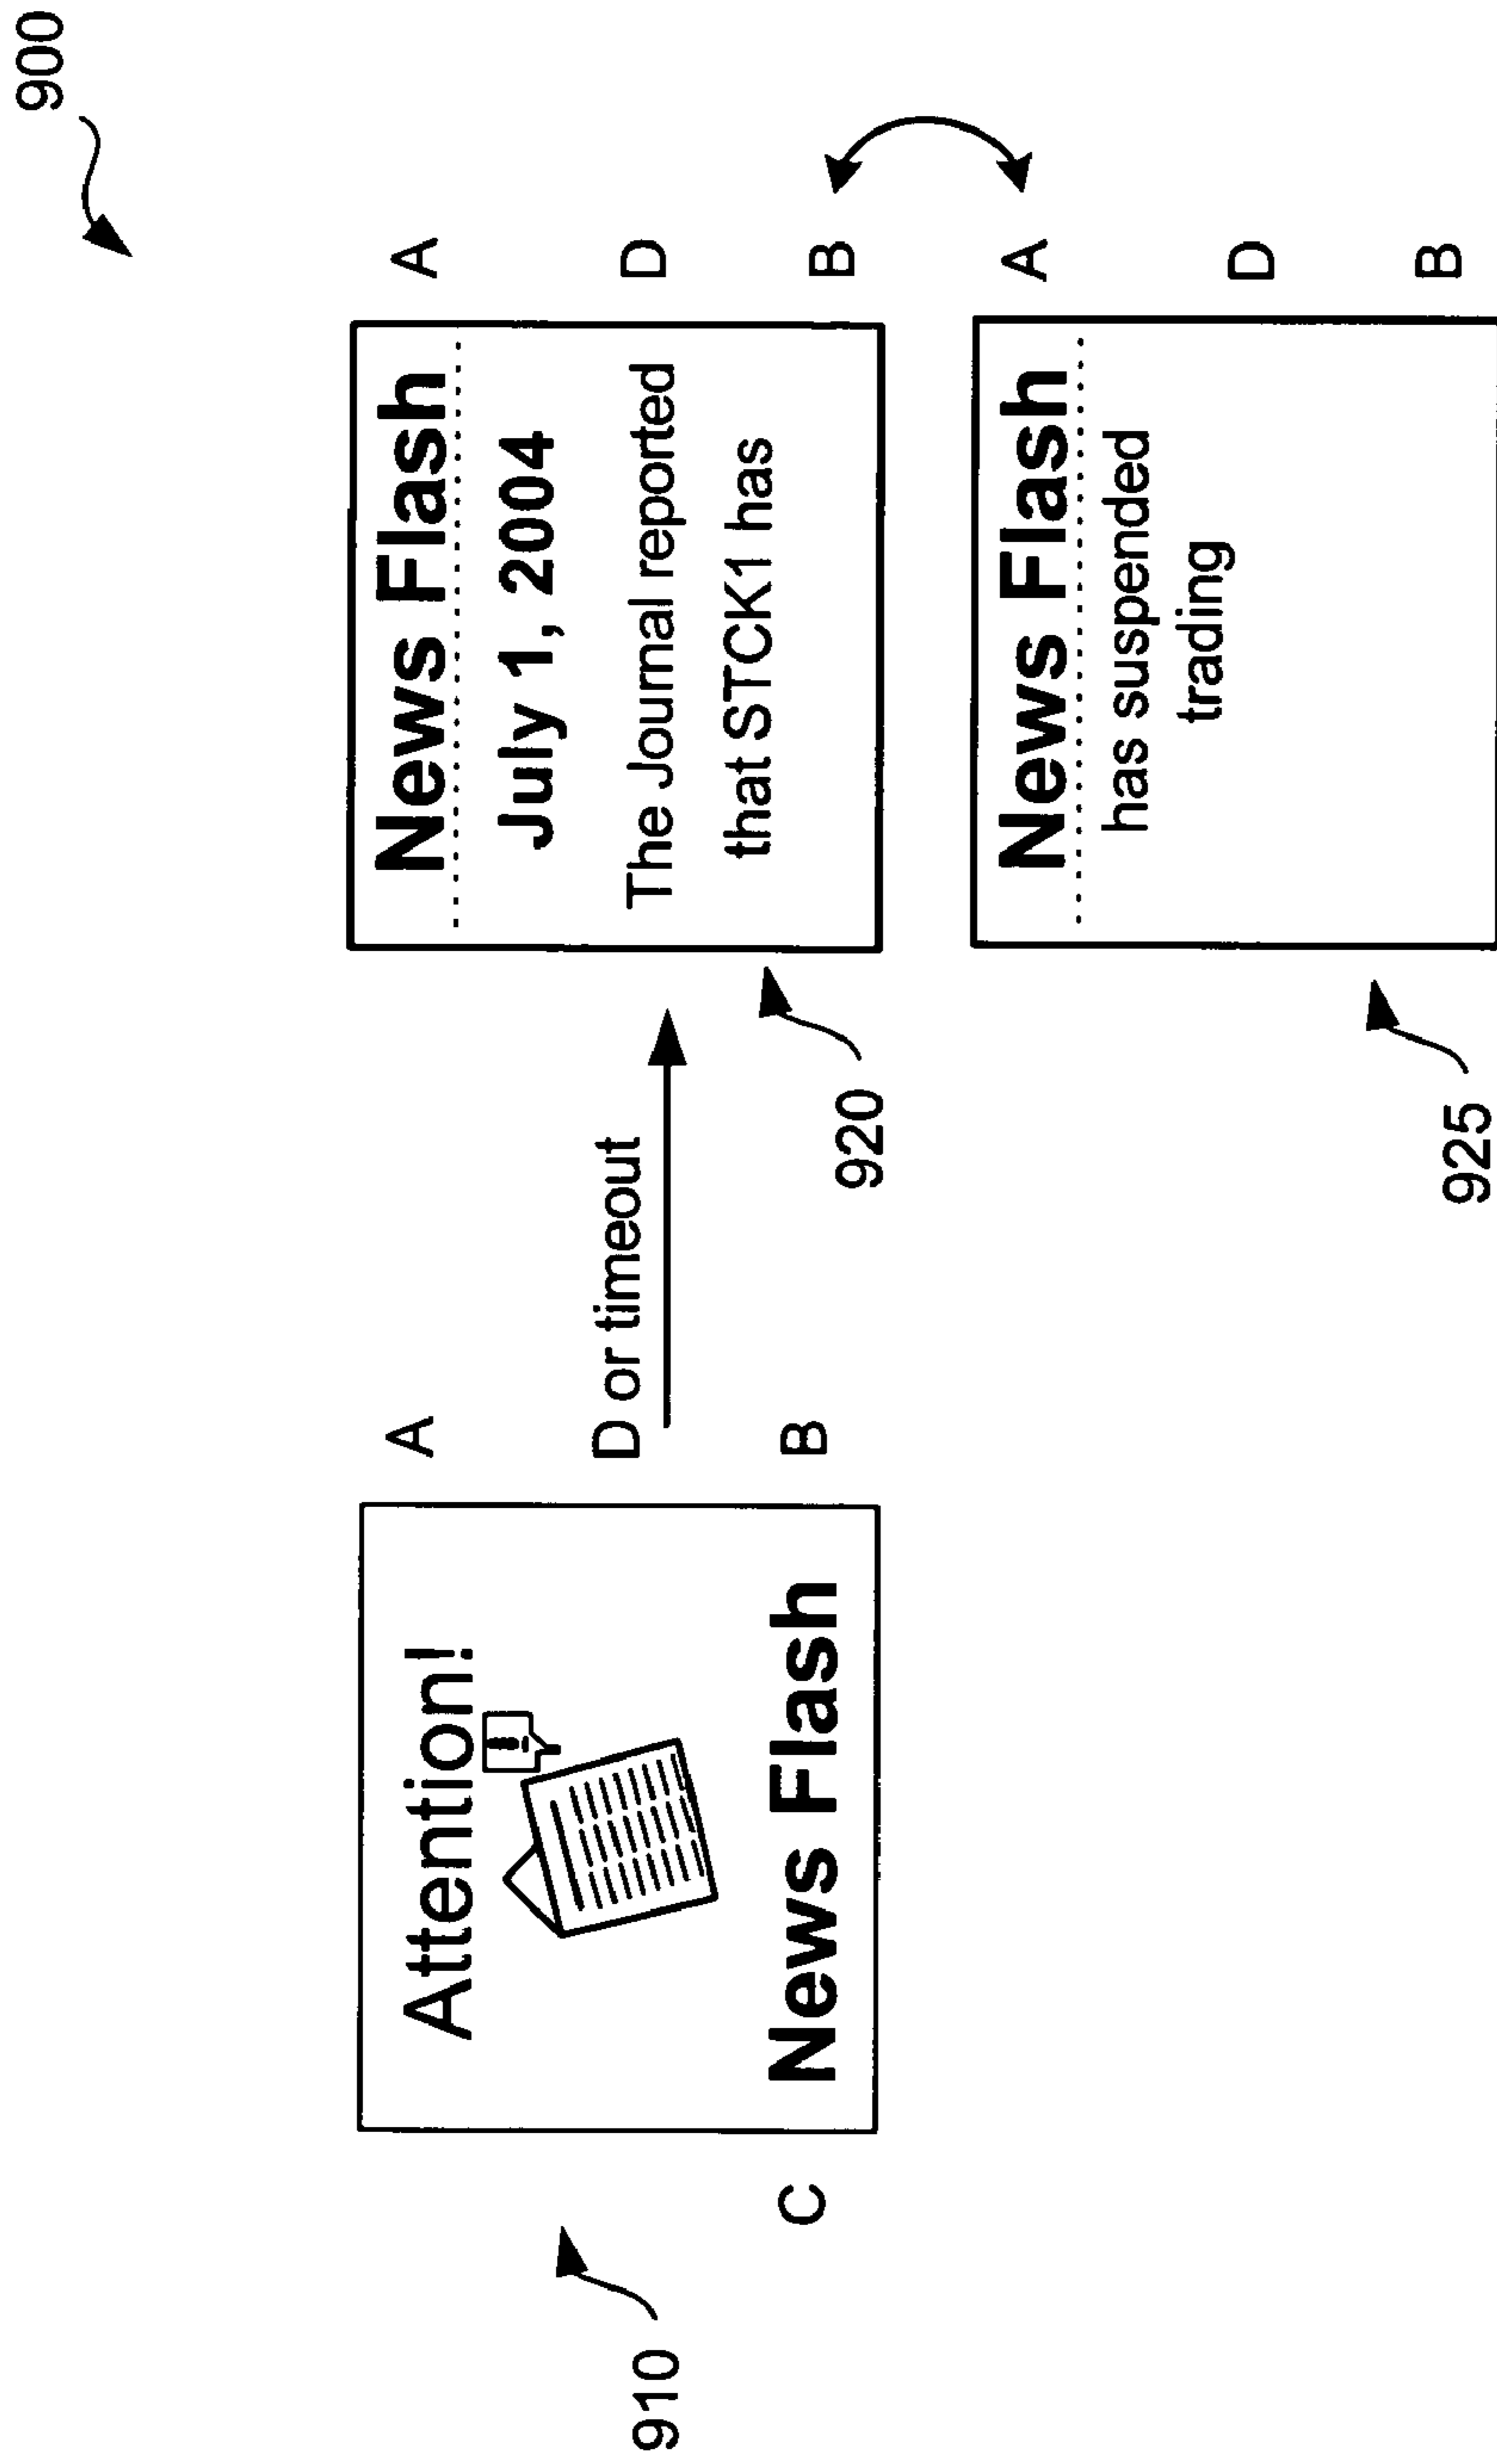 900
Attention!
!
News Flash
A
D or timeout
B
C
910
News Flash
July 1, 2004
The Journal reported
that STCK1 has
A
D
B
920
News Flash
has suspended
trading
A
D
B
925